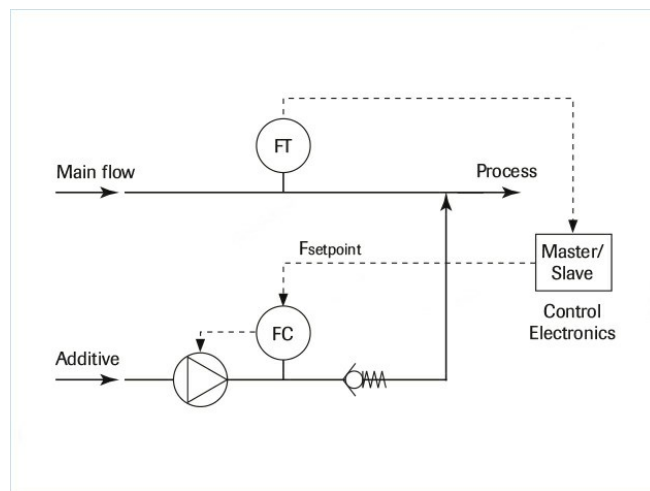 FT
Main flow
Process
Fsetpoint
Master/
Slave
FC
Control
Electronics
Additive